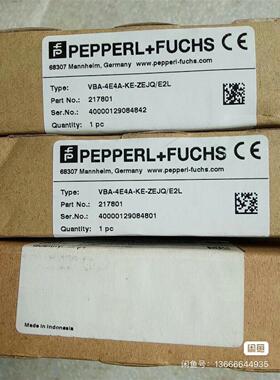 PEPPERL+FUCHS CE
68307 Mannheim, Germany www.pepperl-fuchs.com
Type: VBA-4E4A-KE-ZEJQ/E2L
Part No.: 217801
Ser.No.: 40000129084842
Quantity: 1 pc
PEPPERL+FUCHS CE
68307 Mannheim, Germany www.pepperl-fuchs.com
Type: VBA-4E4A-KE-ZEJQ/E2L
Part No.: 217801
Ser.No.: 40000129084801
Quantity: 1 pc
Made in Indonesia
闲鱼
闲鱼号:13666644935